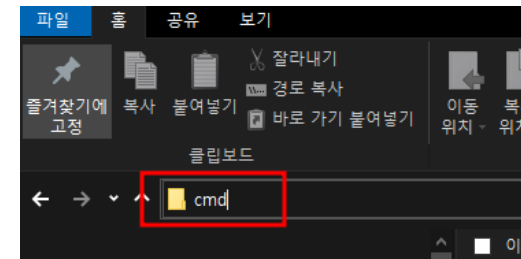 파일 홈 공유 보기
잘라내기
경로 복사
바로 가기 붙여넣기
즐겨찾기에
고정
복사
붙여넣기
이동
위치
클립보드
cmd